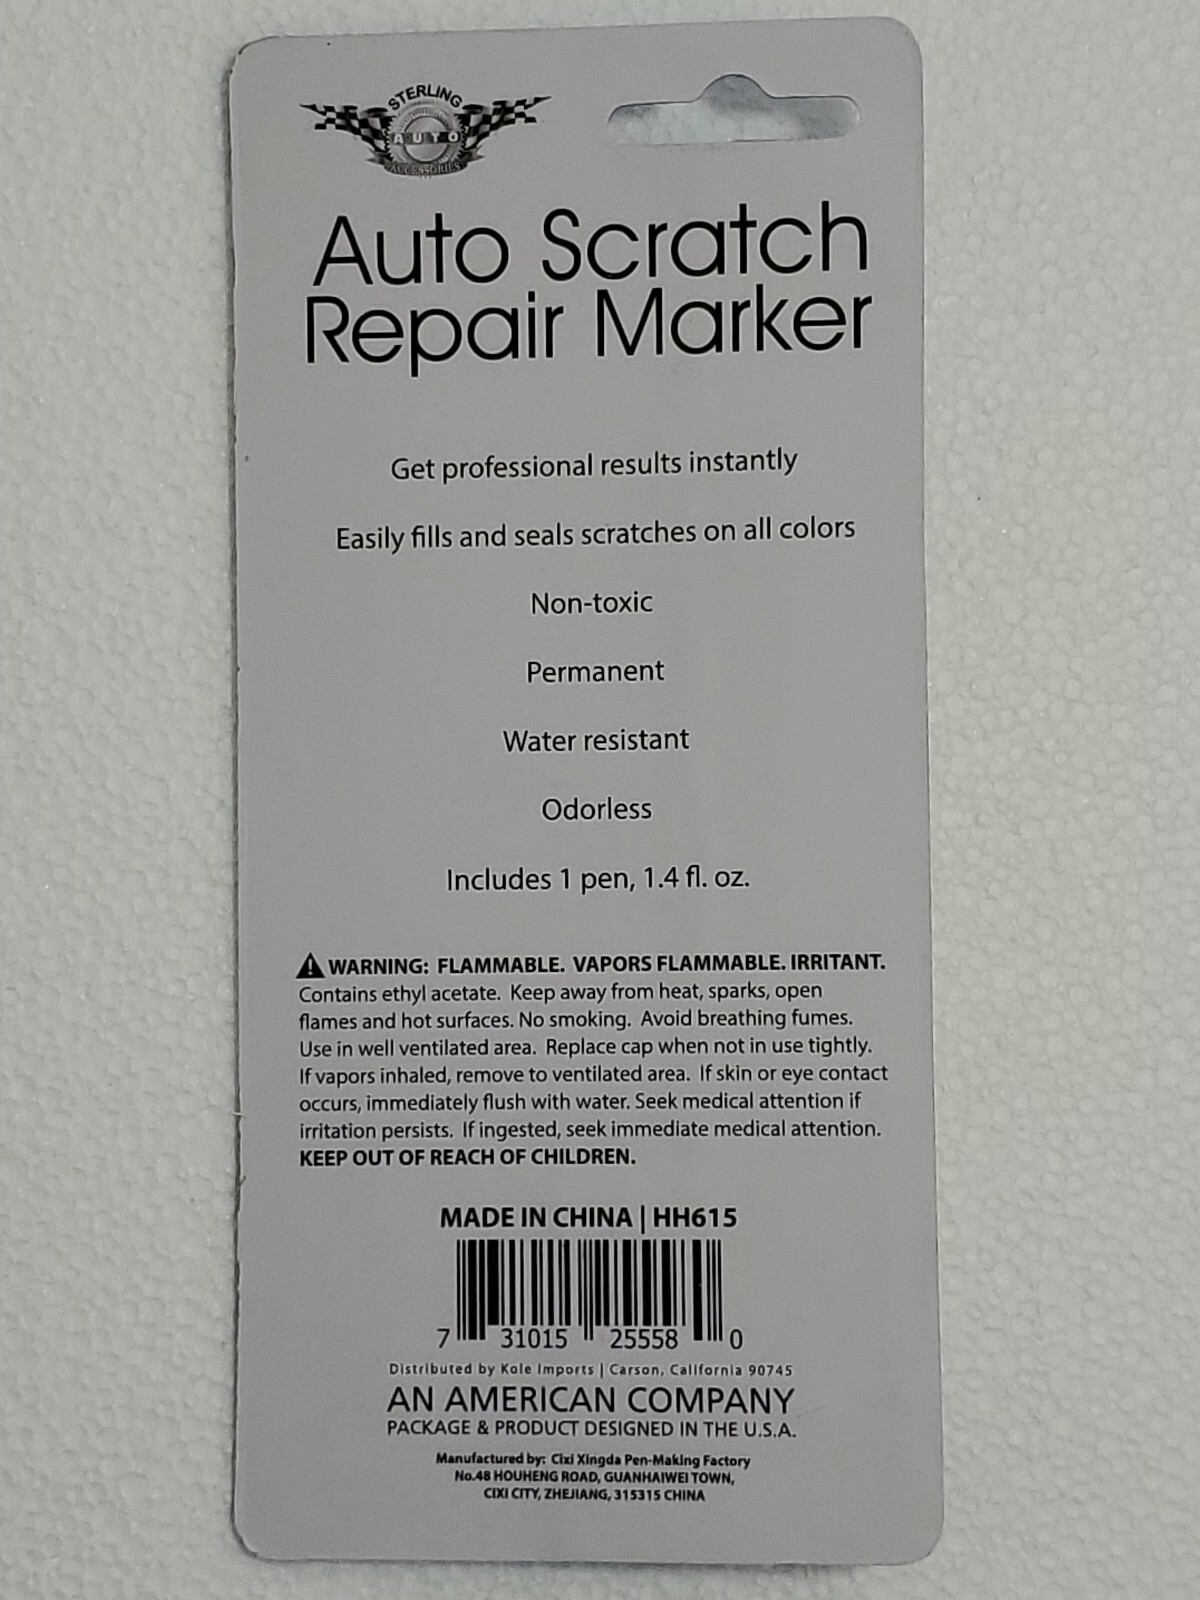 STERLING
AUTO
ACCESSORIES
Auto Scratch
Repair Marker
Get professional results instantly
Easily fills and seals scratches on all colors
Non-toxic
Permanent
Water resistant
Odorless
Includes 1 pen, 1.4 fl. oz.
WARNING: FLAMMABLE. VAPORS FLAMMABLE. IRRITANT.
Contains ethyl acetate. Keep away from heat, sparks, open
flames and hot surfaces. No smoking. Avoid breathing fumes.
Use in well ventilated area. Replace cap when not in use tightly.
If vapors inhaled, remove to ventilated area. If skin or eye contact
occurs, immediately flush with water. Seek medical attention if
irritation persists. If ingested, seek immediate medical attention.
KEEP OUT OF REACH OF CHILDREN.
MADE IN CHINA | HH615
7 31015 25558 0
Distributed by Kole Imports | Carson, California 90745
AN AMERICAN COMPANY
PACKAGE & PRODUCT DESIGNED IN THE U.S.A.
Manufactured by: Cixi Xingda Pen-Making Factory
No.48 HOUHENG ROAD, GUANHAIWEI TOWN,
CIXI CITY, ZHEJIANG, 315315 CHINA